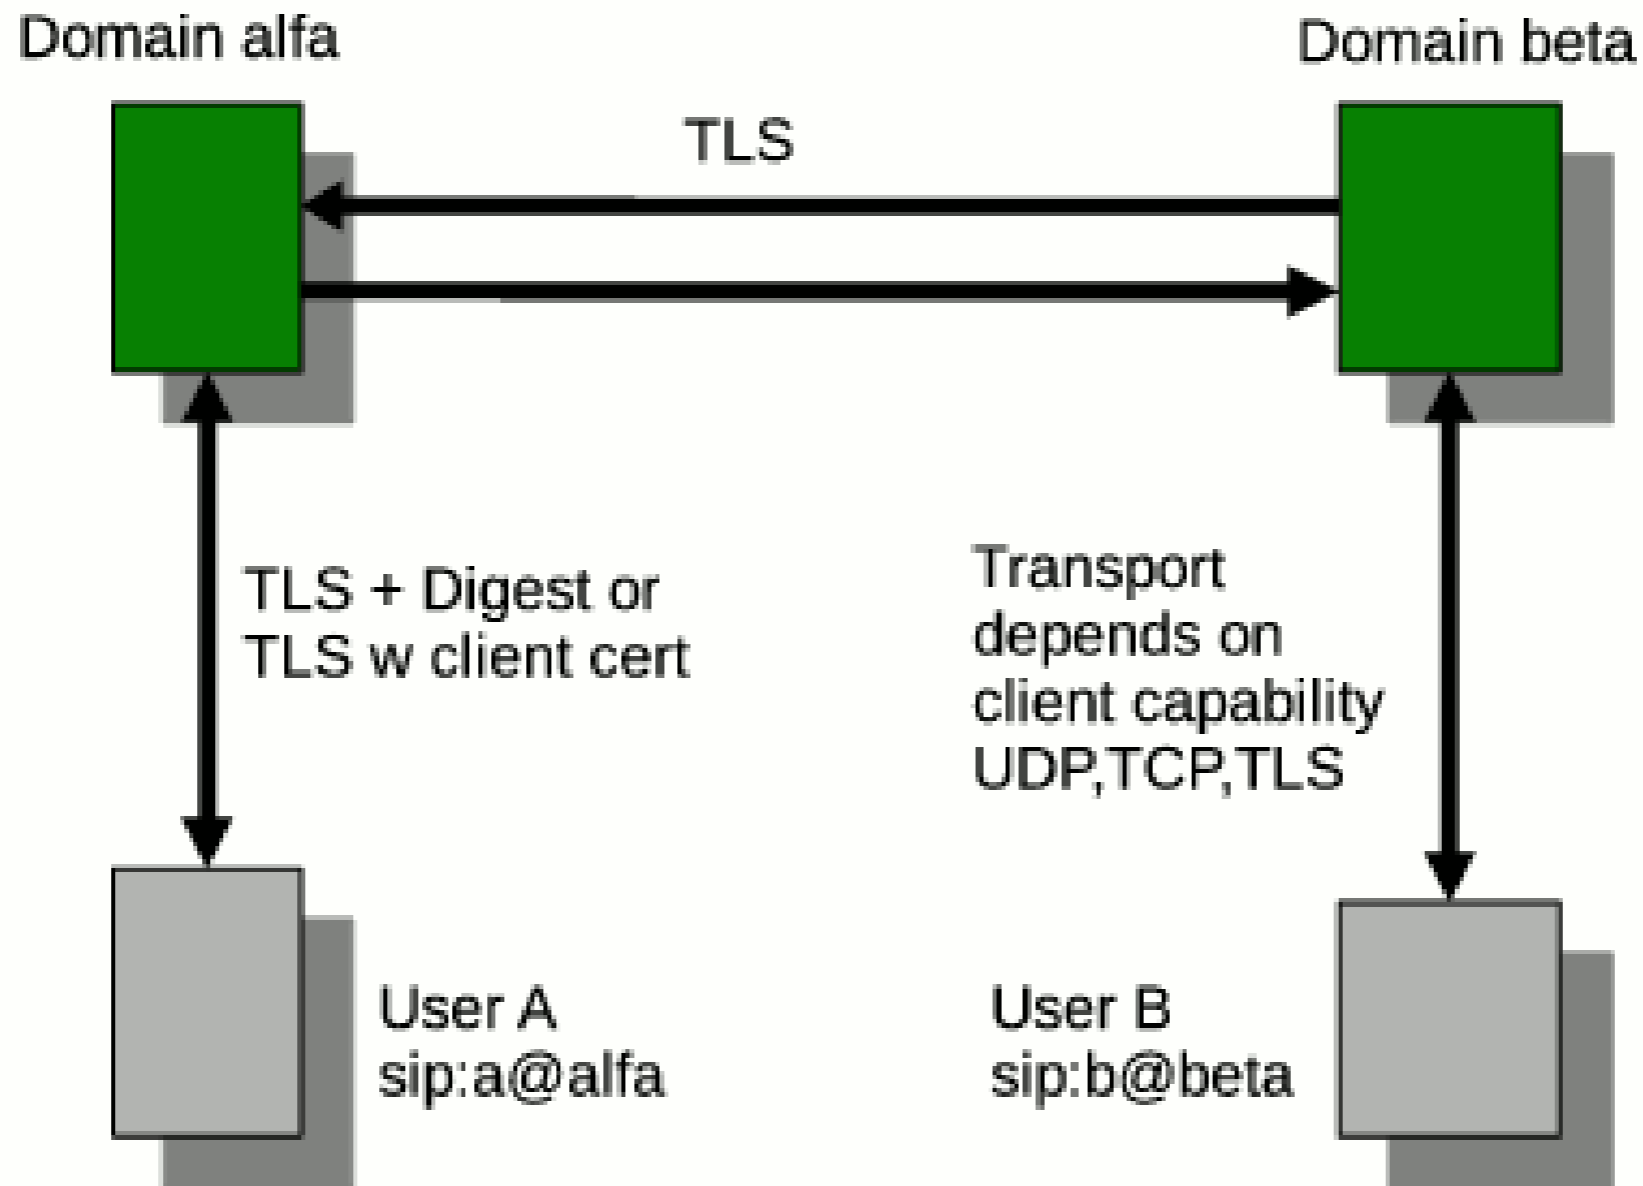 Domain alfa
Domain beta
TLS
TLS + Digest or
TLS w client cert
Transport
depends on
client capability
UDP,TCP,TLS
User A
sip:a@alfa
User B
sip:b@beta